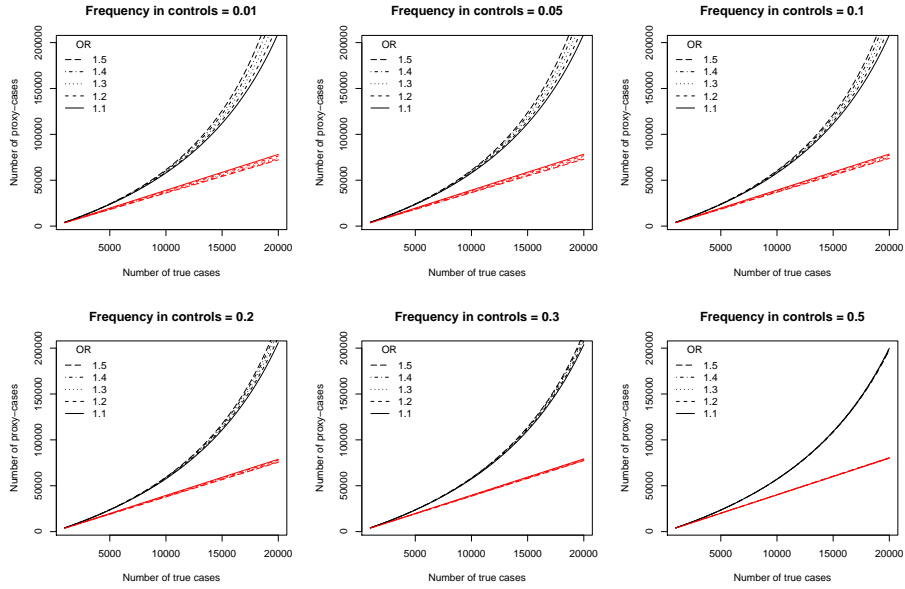 Frequency in controls = 0.01
Number of proxy−cases
200000
150000
100000
50000
0
OR
1.5
1.4
1.3
1.2
1.1
5000 10000 15000 20000
Number of true cases
Frequency in controls = 0.05
Number of proxy−cases
200000
150000
100000
50000
0
OR
1.5
1.4
1.3
1.2
1.1
5000 10000 15000 20000
Number of true cases
Frequency in controls = 0.1
Number of proxy−cases
200000
150000
100000
50000
0
OR
1.5
1.4
1.3
1.2
1.1
5000 10000 15000 20000
Number of true cases
Frequency in controls = 0.2
Number of proxy−cases
200000
150000
100000
50000
0
OR
1.5
1.4
1.3
1.2
1.1
5000 10000 15000 20000
Number of true cases
Frequency in controls = 0.3
Number of proxy−cases
200000
150000
100000
50000
0
OR
1.5
1.4
1.3
1.2
1.1
5000 10000 15000 20000
Number of true cases
Frequency in controls = 0.5
Number of proxy−cases
200000
150000
100000
50000
0
OR
1.5
1.4
1.3
1.2
1.1
5000 10000 15000 20000
Number of true cases